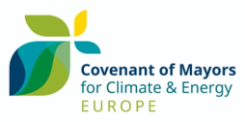 Covenant of Mayors
for Climate & Energy
EUROPE